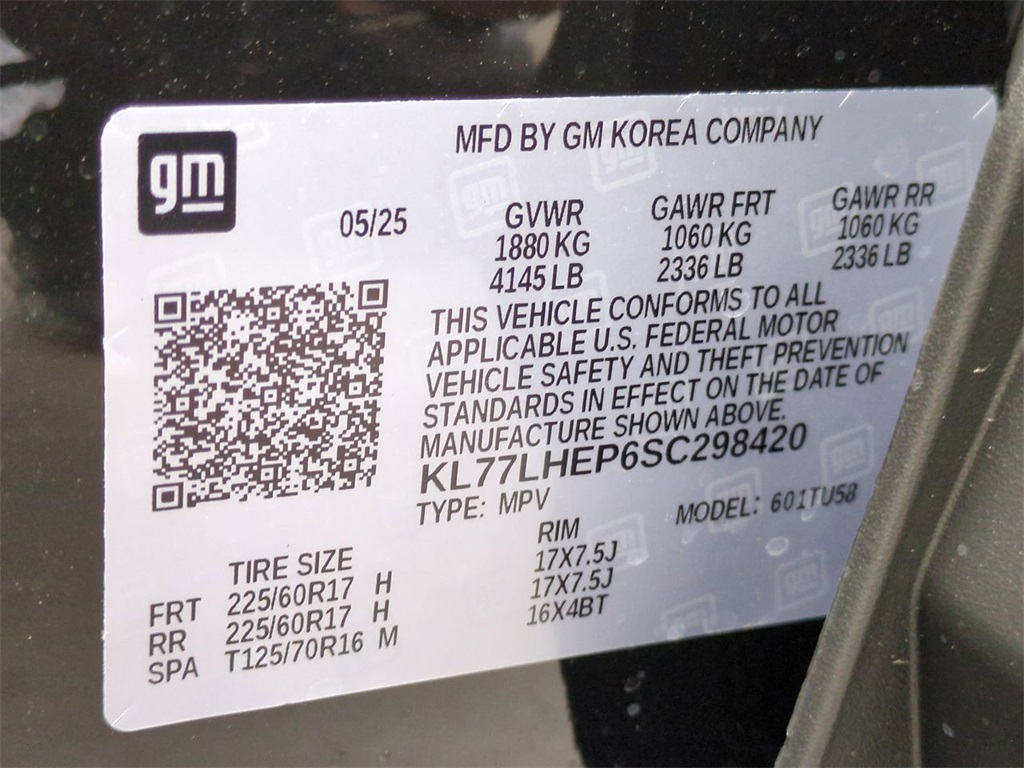 gm
MFD BY GM KOREA COMPANY
05/25
GVWR
1880 KG
4145 LB
GAWR FRT
1060 KG
2336 LB
GAWR RR
1060 KG
2336 LB
THIS VEHICLE CONFORMS TO ALL
APPLICABLE U.S. FEDERAL MOTOR
VEHICLE SAFETY AND THEFT PREVENTION
STANDARDS IN EFFECT ON THE DATE OF
MANUFACTURE SHOWN ABOVE.
KL77LHEP6SC298420
TYPE: MPV MODEL: 601TU58
TIRE SIZE RIM
FRT 225/60R17 H 17X7.5J
RR 225/60R17 H 17X7.5J
SPA T125/70R16 M 16X4BT